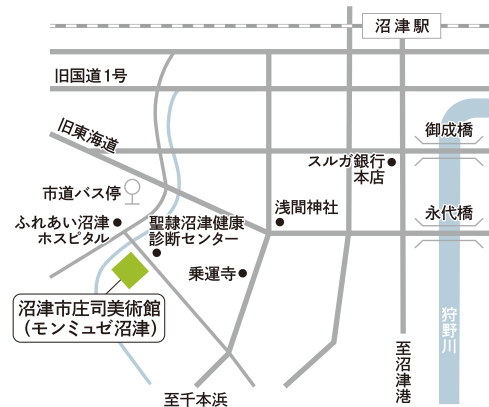 沼津駅
旧国道1号
旧東海道
御成橋
スルガ銀行
本店
市道バス停
ふれあい沼津
ホスピタル
聖隷沼津健康
診断センター
浅間神社
永代橋
乗運寺
沼津市庄司美術館
（モンミュゼ沼津）
狩野川
至沼津港
至千本浜